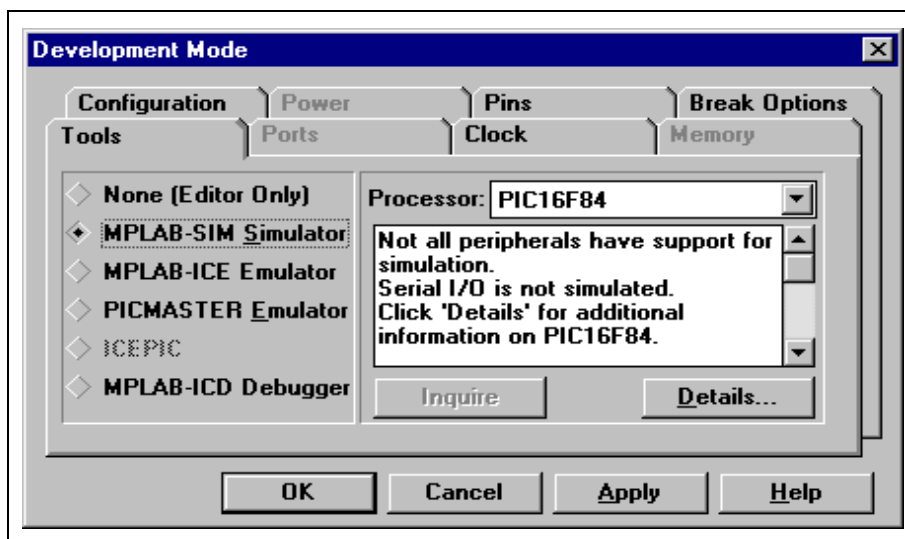 Development Mode
Configuration Power Pins Break Options
Tools Ports Clock Memory
None (Editor Only)
MPLAB-SIM Simulator
MPLAB-ICE Emulator
PICMASTER Emulator
ICEPIC
MPLAB-ICD Debugger
Processor: PIC16F84
Not all peripherals have support for
simulation.
Serial I/O is not simulated.
Click 'Details' for additional
information on PIC16F84.
Inquire Details...
OK Cancel Apply Help